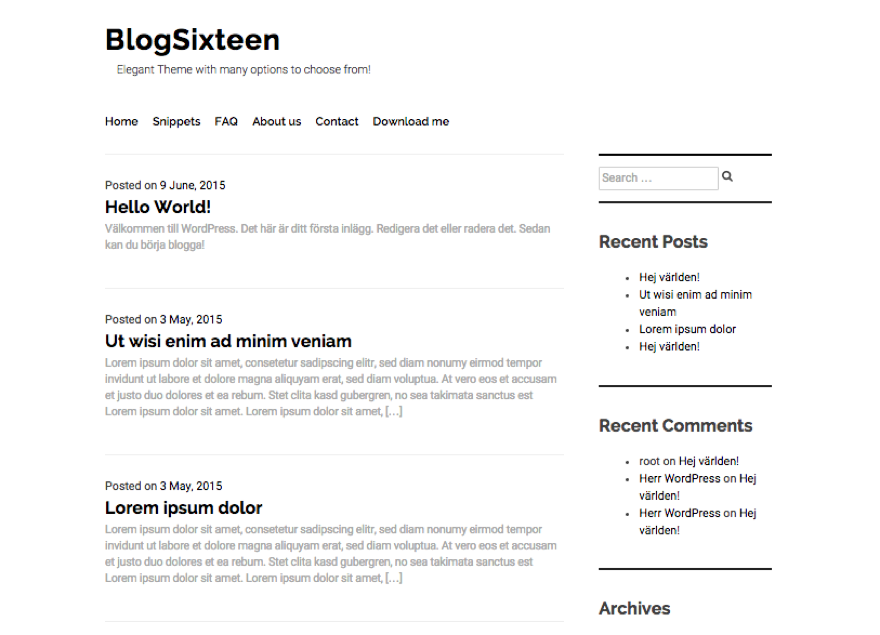 BlogSixteen
Elegant Theme with many options to choose from!
Home Snippets FAQ About us Contact Download me
Posted on 9 June, 2015
Hello World!
Välkommen till WordPress. Det här är ditt första inlägg. Redigera det eller radera det. Sedan
kan du börja blogga!
Posted on 3 May, 2015
Ut wisi enim ad minim veniam
Lorem ipsum dolor sit amet, consetetur sadipscing elitr, sed diam nonumy eirmod tempor
invidunt ut labore et dolore magna aliquyam erat, sed diam voluptua. At vero eos et accusam
et justo duo dolores et ea rebum. Stet clita kasd gubergren, no sea takimata sanctus est
Lorem ipsum dolor sit amet. Lorem ipsum dolor sit amet, […]
Posted on 3 May, 2015
Lorem ipsum dolor
Lorem ipsum dolor sit amet, consetetur sadipscing elitr, sed diam nonumy eirmod tempor
invidunt ut labore et dolore magna aliquyam erat, sed diam voluptua. At vero eos et accusam
et justo duo dolores et ea rebum. Stet clita kasd gubergren, no sea takimata sanctus est
Lorem ipsum dolor sit amet. Lorem ipsum dolor sit amet, […]
Search …
Recent Posts
Hej världen!
Ut wisi enim ad minim
veniam
Lorem ipsum dolor
Hej världen!
Recent Comments
root on Hej världen!
Herr WordPress on Hej
världen!
Herr WordPress on Hej
världen!
Archives